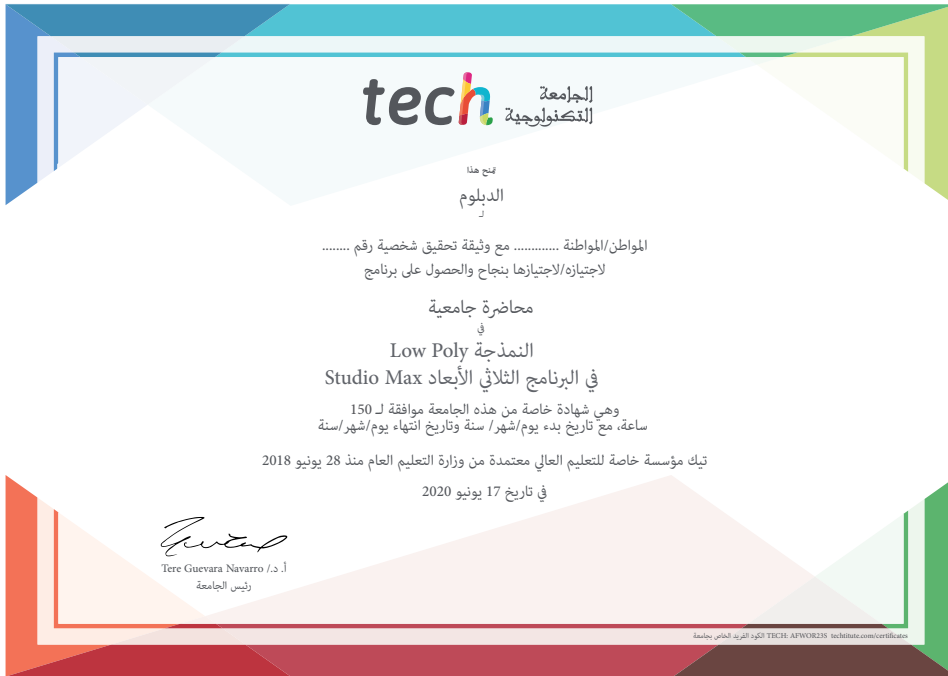 tech الجامعة
التكنولوجية
تمنح هذا
الدبلوم
لـ
المواطن/المواطنة ............. مع وثيقة تحقيق شخصية رقم ........
لاجتيازه/لاجتيازها بنجاح والحصول على برنامج
محاضرة جامعية
في
النمذجة Low Poly
في البرنامج الثلاثي الأبعاد Studio Max
وهي شهادة خاصة من هذه الجامعة موافقة لـ 150
ساعة، مع تاريخ بدء يوم/شهر/ سنة وتاريخ انتهاء يوم/شهر/سنة
تيك مؤسسة خاصة للتعليم العالي معتمدة من وزارة التعليم العام منذ 28 يونيو 2018
في تاريخ 17 يونيو 2020
أ. د./ Tere Guevara Navarro
رئيس الجامعة
الكود الفريد الخاص بجامعة TECH: AFWOR23S techtitute.com/certificates